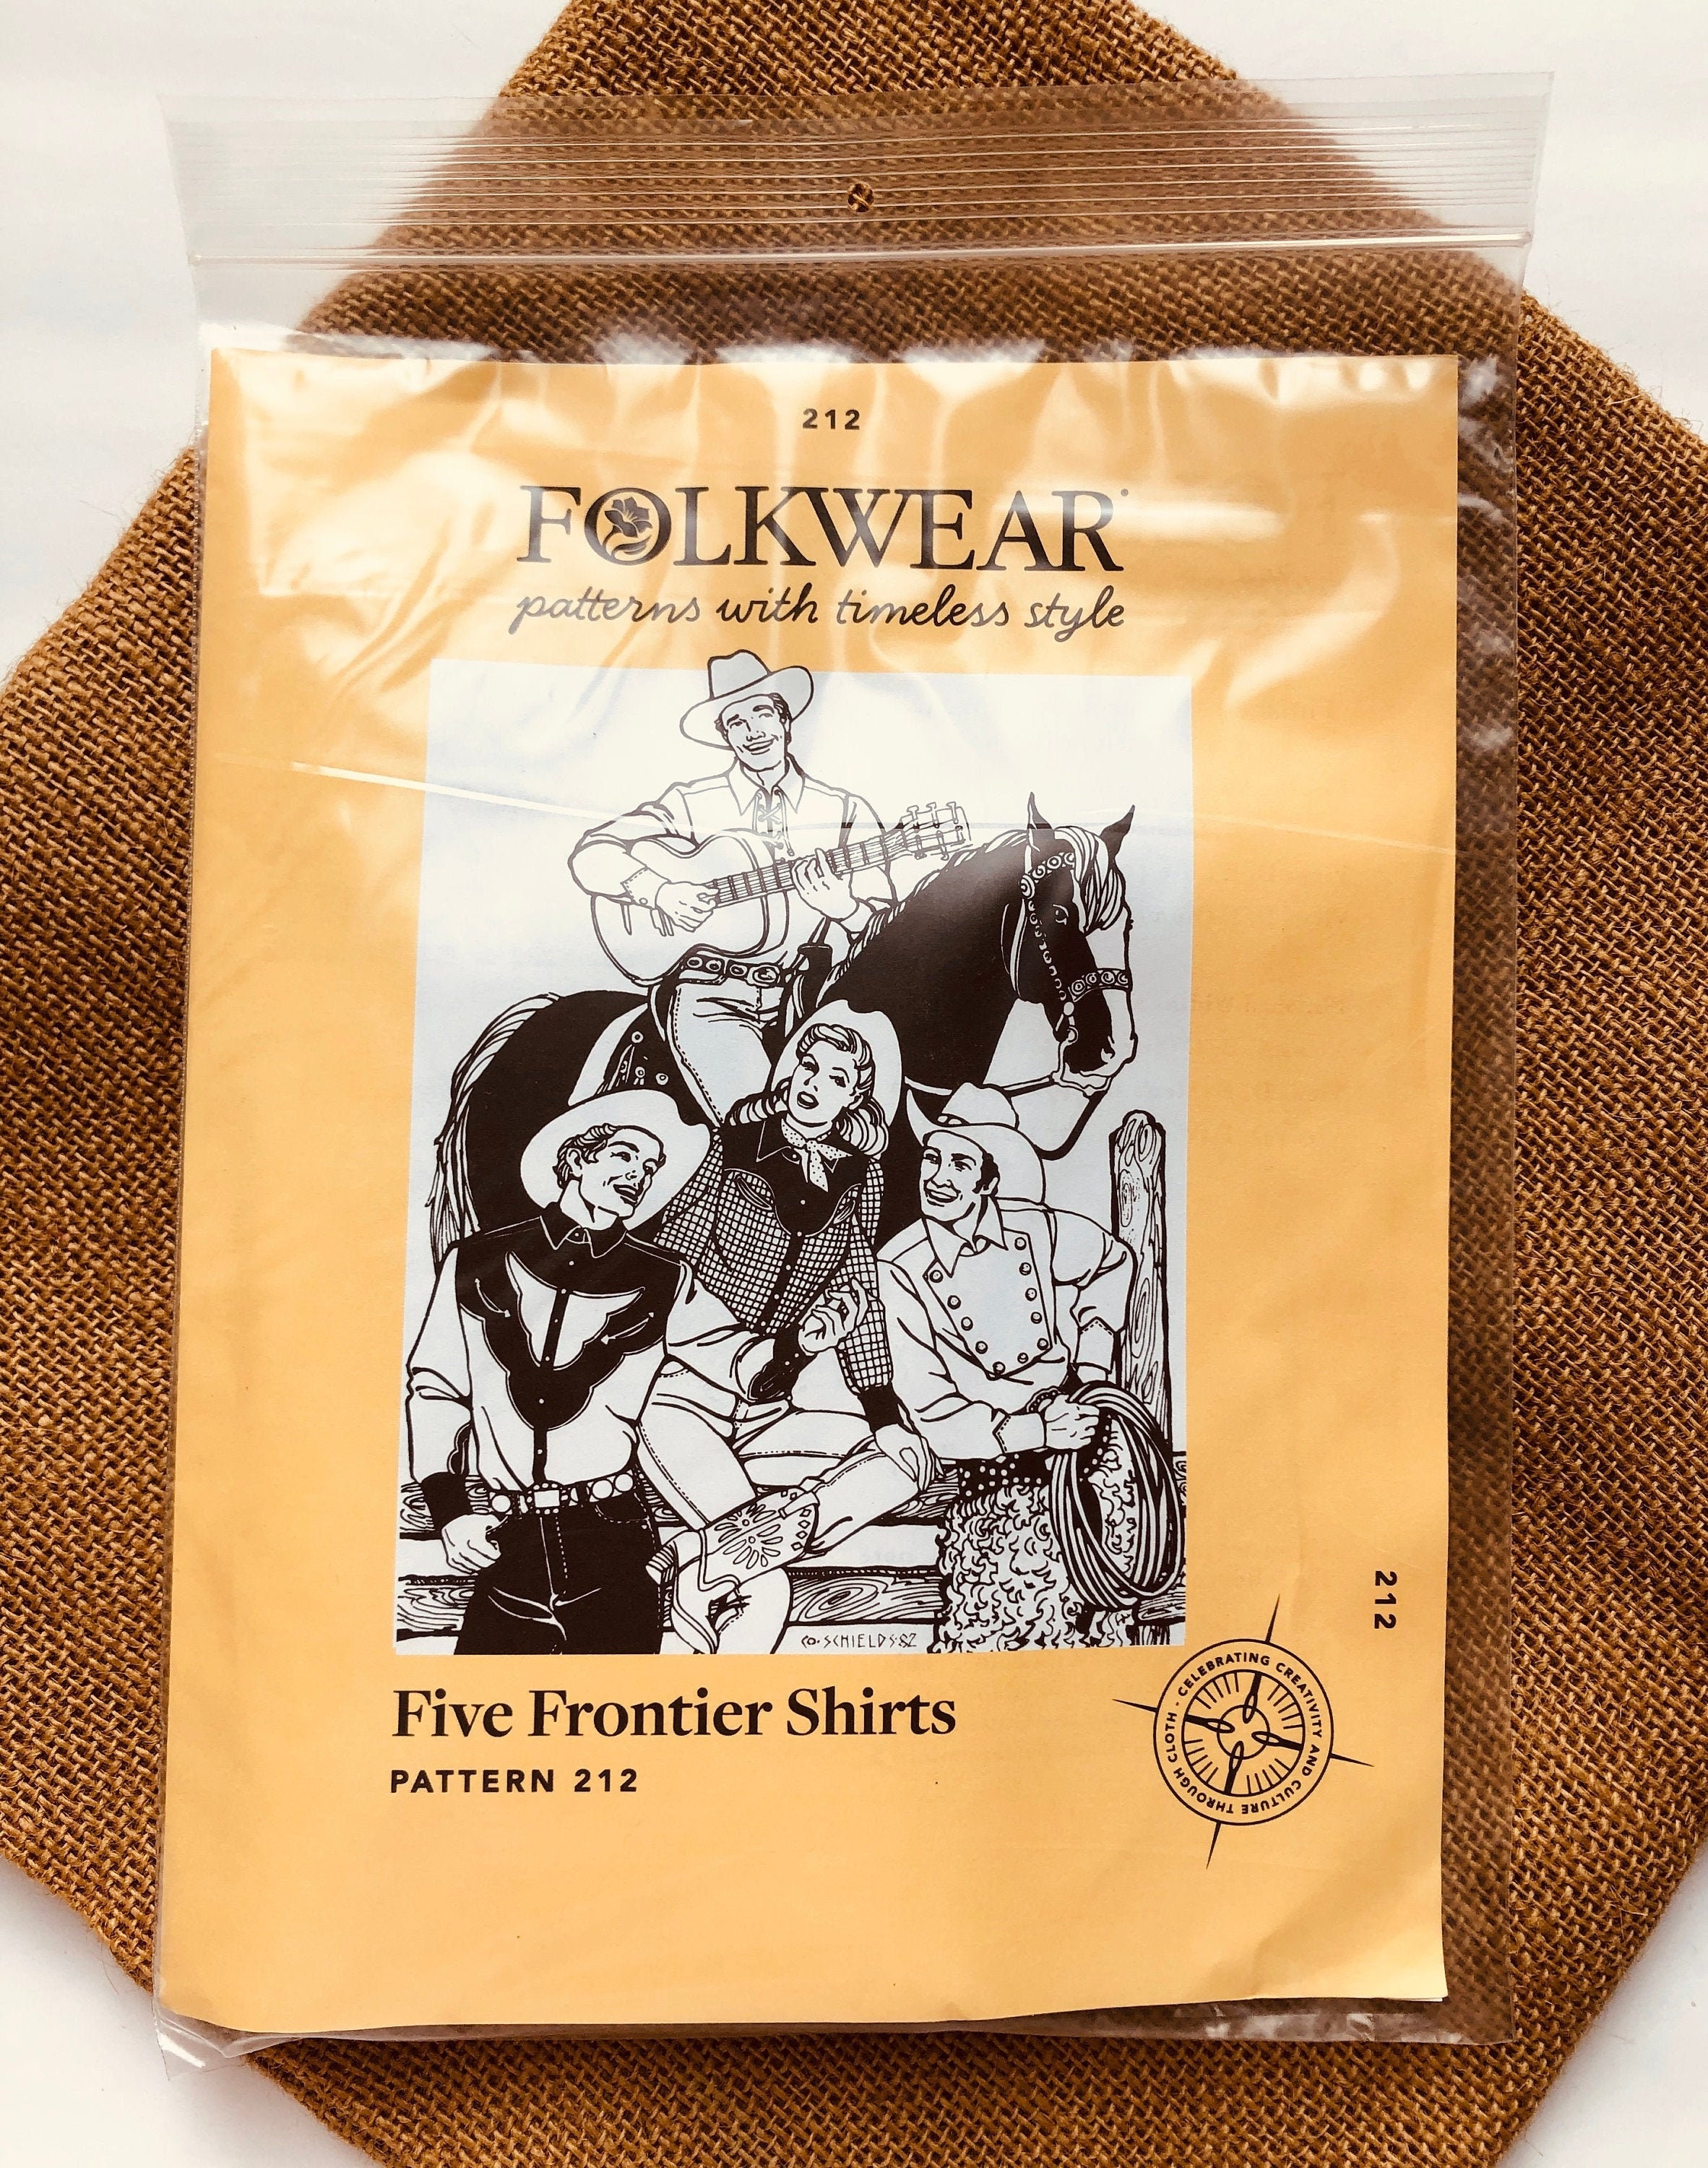 212
FOLKWEAR
patterns with timeless style
CO. SCHIELDS·82
Five Frontier Shirts
PATTERN 212
212
CELEBRATING CREATIVITY AND CULTURE THROUGH CLOTH ·